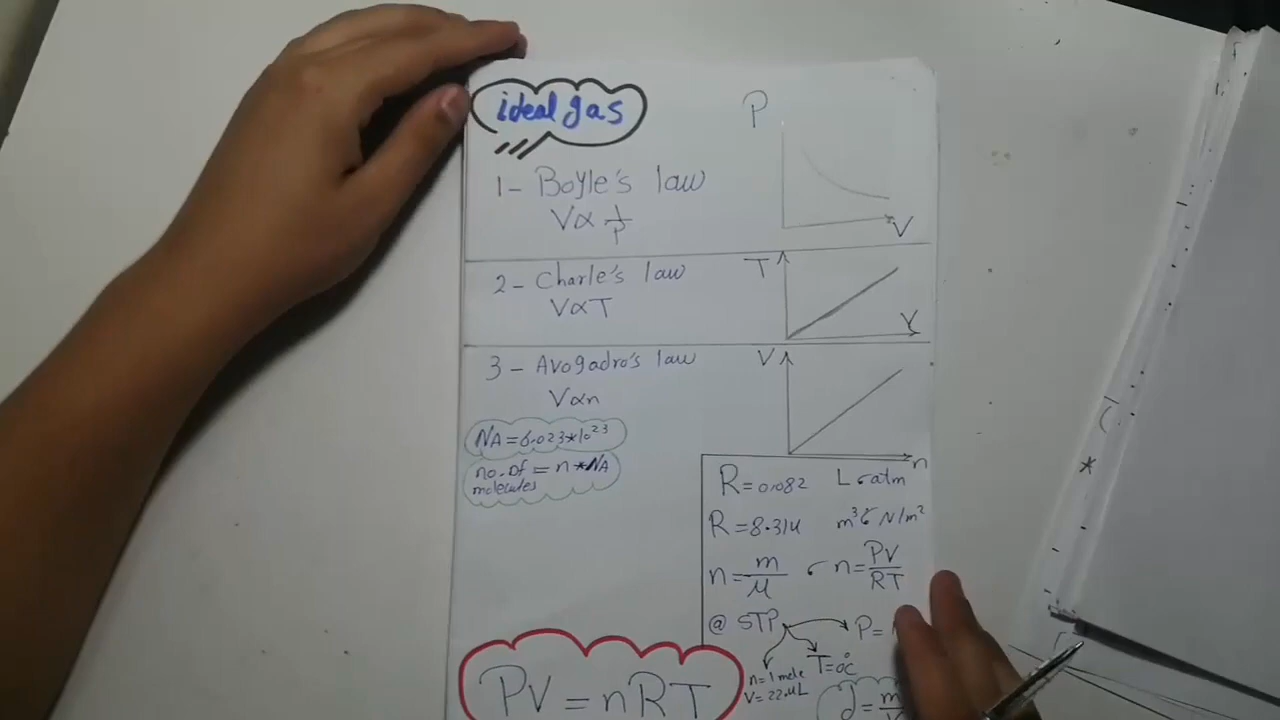 ideal gas
P
1- Boyle's law
V∝ 1/P
V
2- Charle's law
T
V∝T
V
3- Avogadro's law
V
V∝n
NA=6.023*10^23
no. of = n*NA
molecules
n
R=0.082 L atm
R=8.314 m³ N/m²
n=m/M n=PV/RT
@ STP P=
T=0°C
n=1 mole
V=22.4L
PV=nRT
d=m